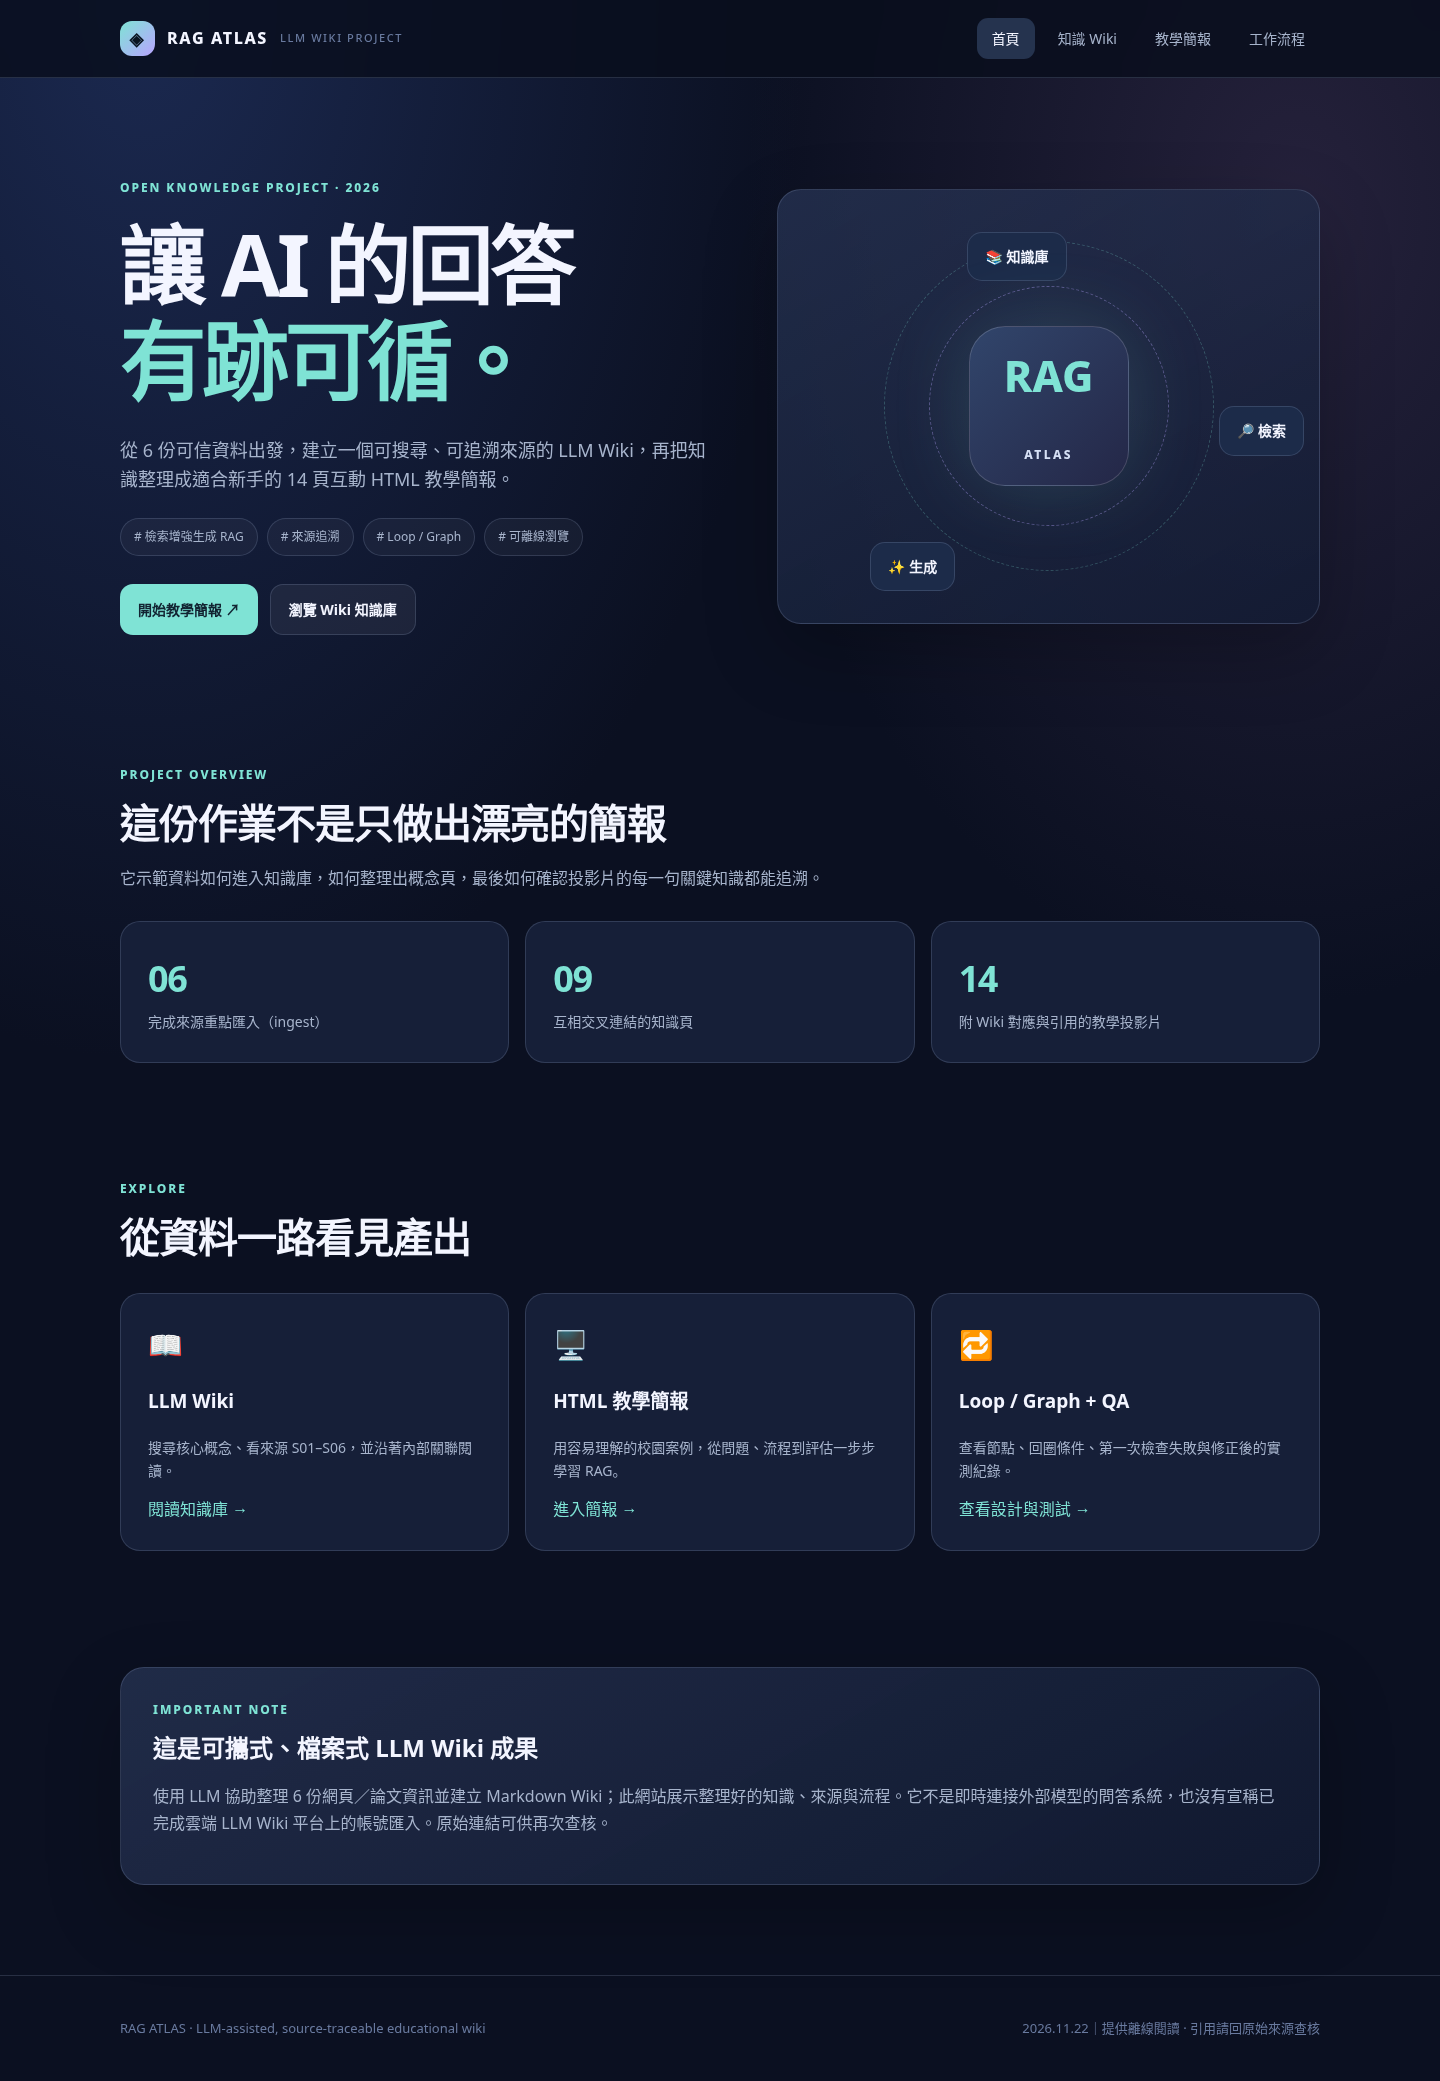 RAG ATLAS LLM WIKI PROJECT
首頁 知識 Wiki 教學簡報 工作流程
OPEN KNOWLEDGE PROJECT · 2026
讓 AI 的回答
有跡可循。
從 6 份可信資料出發，建立一個可搜尋、可追溯來源的 LLM Wiki，再把知
識整理成適合新手的 14 頁互動 HTML 教學簡報。
# 檢索增強生成 RAG # 來源追溯 # Loop / Graph # 可離線瀏覽
開始教學簡報 ↗ 瀏覽 Wiki 知識庫
📚 知識庫
RAG
ATLAS
🔎 檢索
✨ 生成
PROJECT OVERVIEW
這份作業不是只做出漂亮的簡報
它示範資料如何進入知識庫，如何整理出概念頁，最後如何確認投影片的每一句關鍵知識都能追溯。
06
完成來源重點匯入（ingest）
09
互相交叉連結的知識頁
14
附 Wiki 對應與引用的教學投影片
EXPLORE
從資料一路看見產出
LLM Wiki
搜尋核心概念、看來源 S01–S06，並沿著內部關聯閱
讀。
閱讀知識庫 →
HTML 教學簡報
用容易理解的校園案例，從問題、流程到評估一步步
學習 RAG。
進入簡報 →
Loop / Graph + QA
查看節點、回圈條件、第一次檢查失敗與修正後的實
測紀錄。
查看設計與測試 →
IMPORTANT NOTE
這是可攜式、檔案式 LLM Wiki 成果
使用 LLM 協助整理 6 份網頁／論文資訊並建立 Markdown Wiki；此網站展示整理好的知識、來源與流程。它不是即時連接外部模型的問答系統，也沒有宣稱已
完成雲端 LLM Wiki 平台上的帳號匯入。原始連結可供再次查核。
RAG ATLAS · LLM-assisted, source-traceable educational wiki
2026.11.22｜提供離線閱讀 · 引用請回原始來源查核